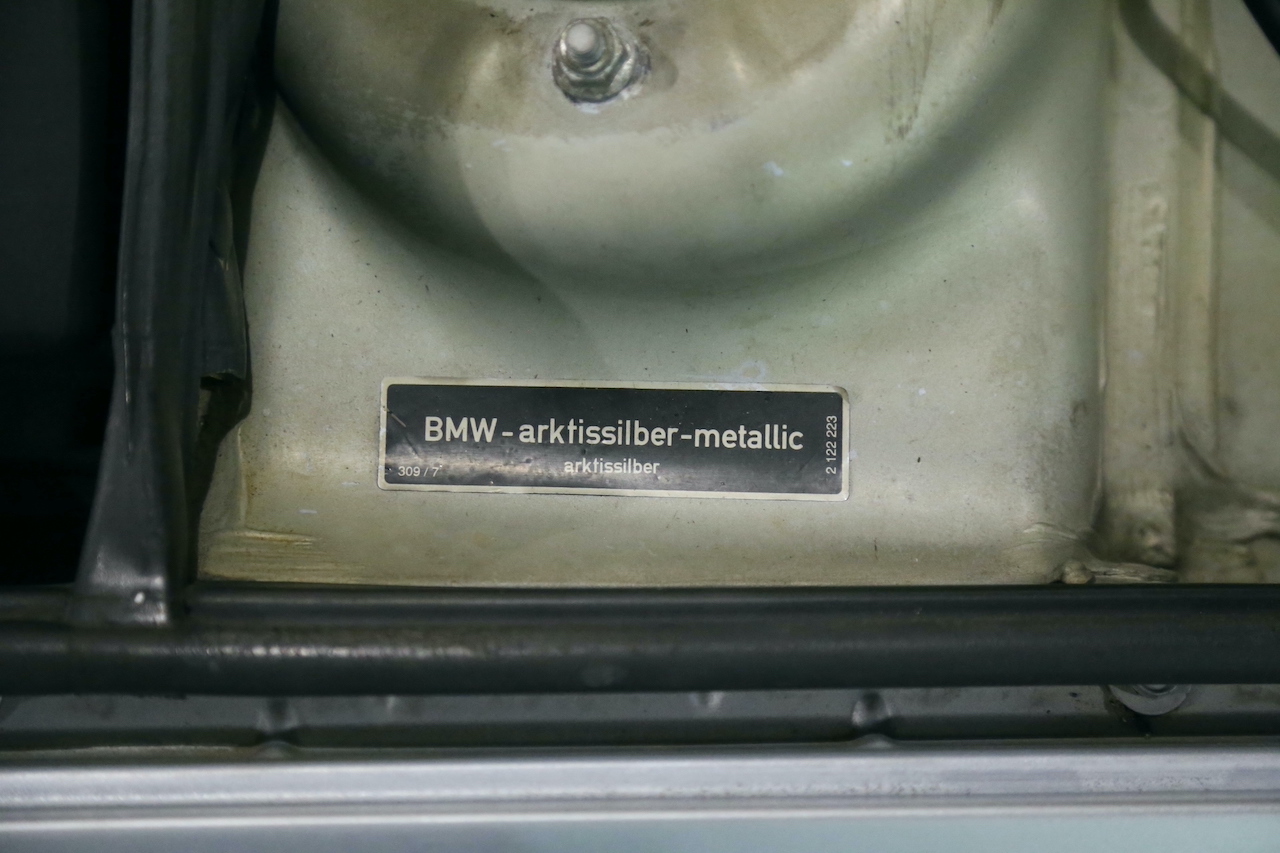 BMW-arktissilber-metallic
arktissilber
309/7
2 122 223